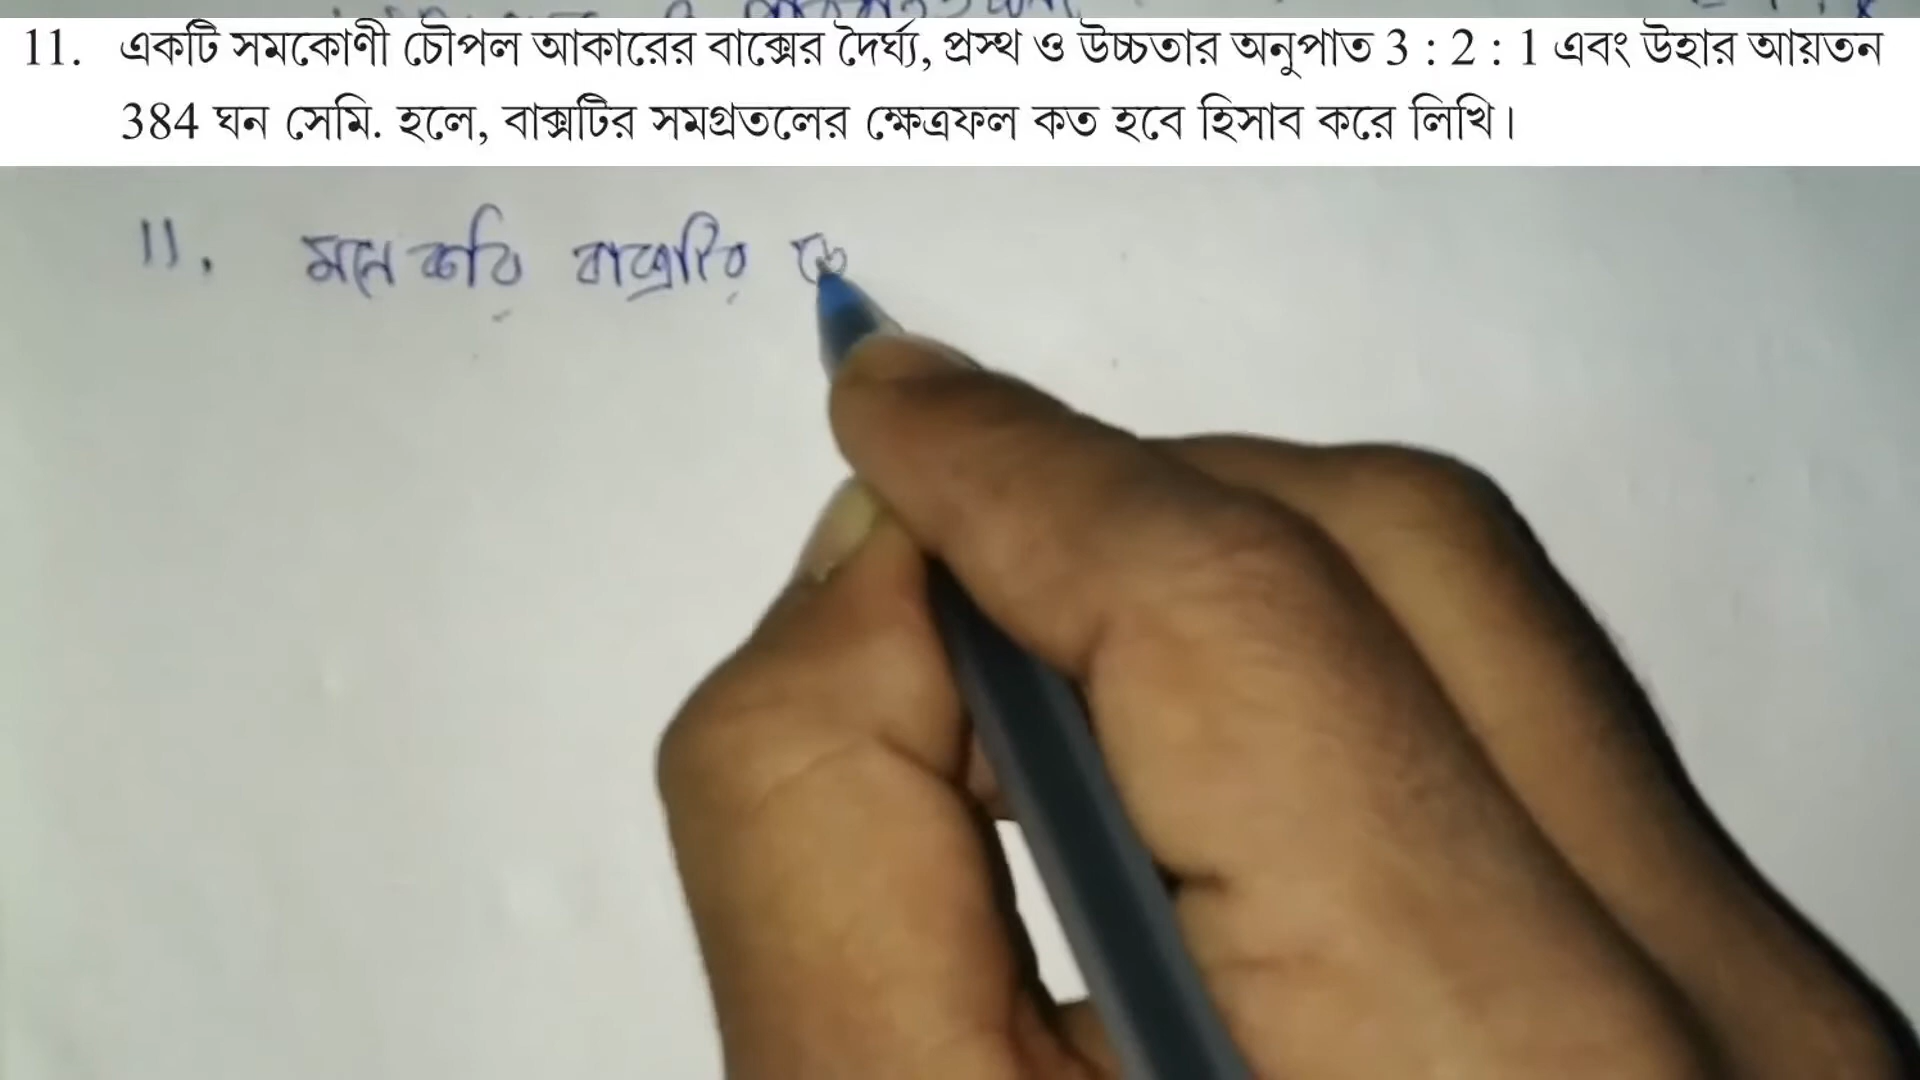 11. একটি সমকোণী চৌপল আকারের বাক্সের দৈর্ঘ্য, প্রস্থ ও উচ্চতার অনুপাত 3 : 2 : 1 এবং উহার আয়তন
384 ঘন সেমি. হলে, বাক্সটির সমগ্রতলের ক্ষেত্রফল কত হবে হিসাব করে লিখি।
11. মনে করি বাক্সটির